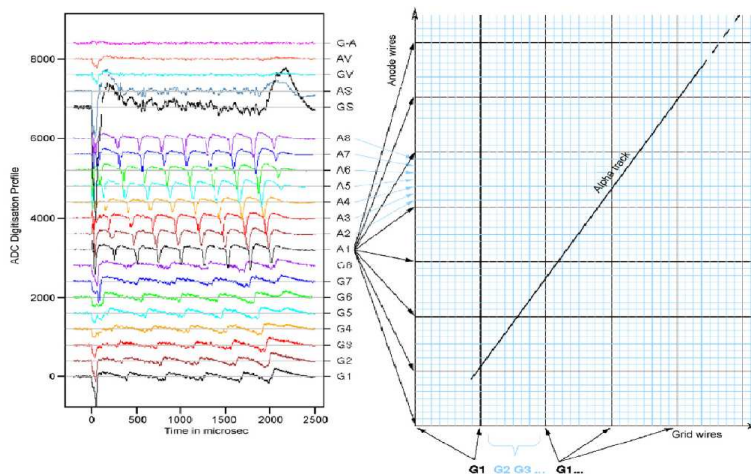 ADC Digitisation Profile
8000
6000
4000
2000
0
G-A
AV
GV
AS
GS
A8
A7
A6
A5
A4
A3
A2
A1
G8
G7
G6
G5
G4
G3
G2
G1
0 500 1000 1500 2000 2500
Time in microsec
A
Anode wires
Alpha track
Grid wires
G1 G2 G3 ... G1...